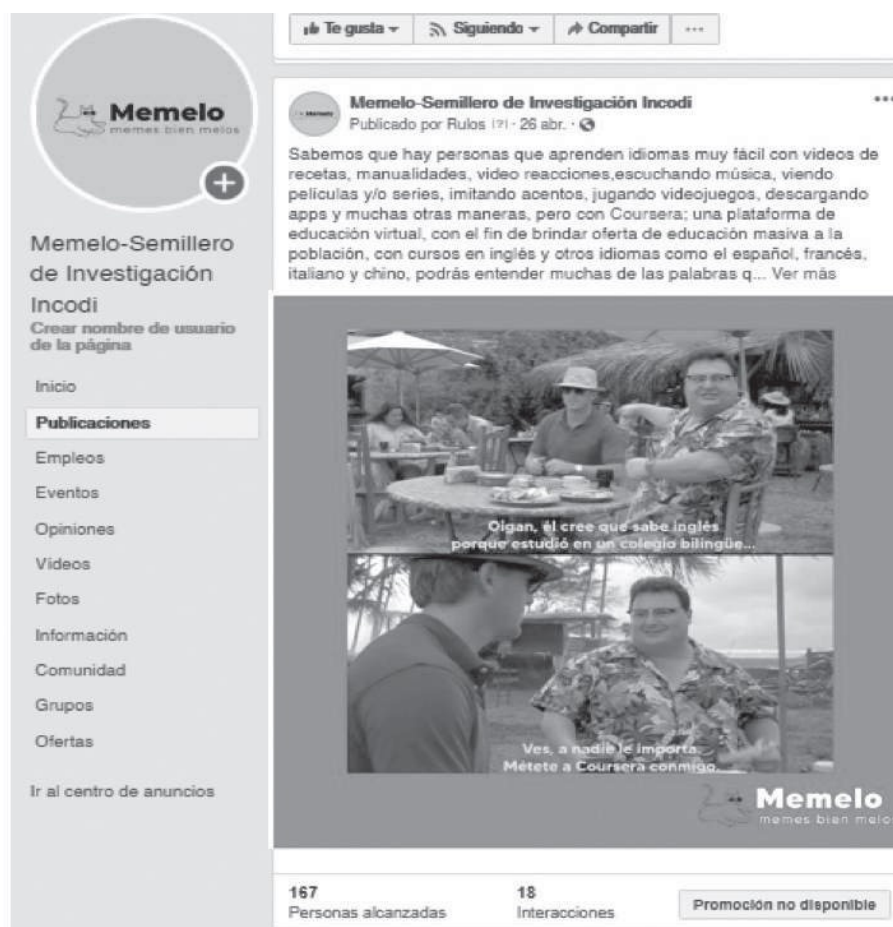 Te gusta Siguiendo Compartir ...
Memelo
memes bien melos
Memelo-Semillero
de Investigación
Incodi
Crear nombre de usuario
de la página
Inicio
Publicaciones
Empleos
Eventos
Opiniones
Vídeos
Fotos
Información
Comunidad
Grupos
Ofertas
Ir al centro de anuncios
Memelo-Semillero de Investigación Incodi
Publicado por Rulos [?] · 26 abr. ·
Sabemos que hay personas que aprenden idiomas muy fácil con videos de
recetas, manualidades, video reacciones,escuchando música, viendo
películas y/o series, imitando acentos, jugando videojuegos, descargando
apps y muchas otras maneras, pero con Coursera; una plataforma de
educación virtual, con el fin de brindar oferta de educación masiva a la
población, con cursos en inglés y otros idiomas como el español, francés,
italiano y chino, podrás entender muchas de las palabras q... Ver más
Oigan, él cree que sabe inglés
porque estudió en un colegio bilingüe...
Ves, a nadie le importa.
Métete a Coursera conmigo.
Memelo
memes bien melo
167 18
Personas alcanzadas Interacciones Promoción no disponible